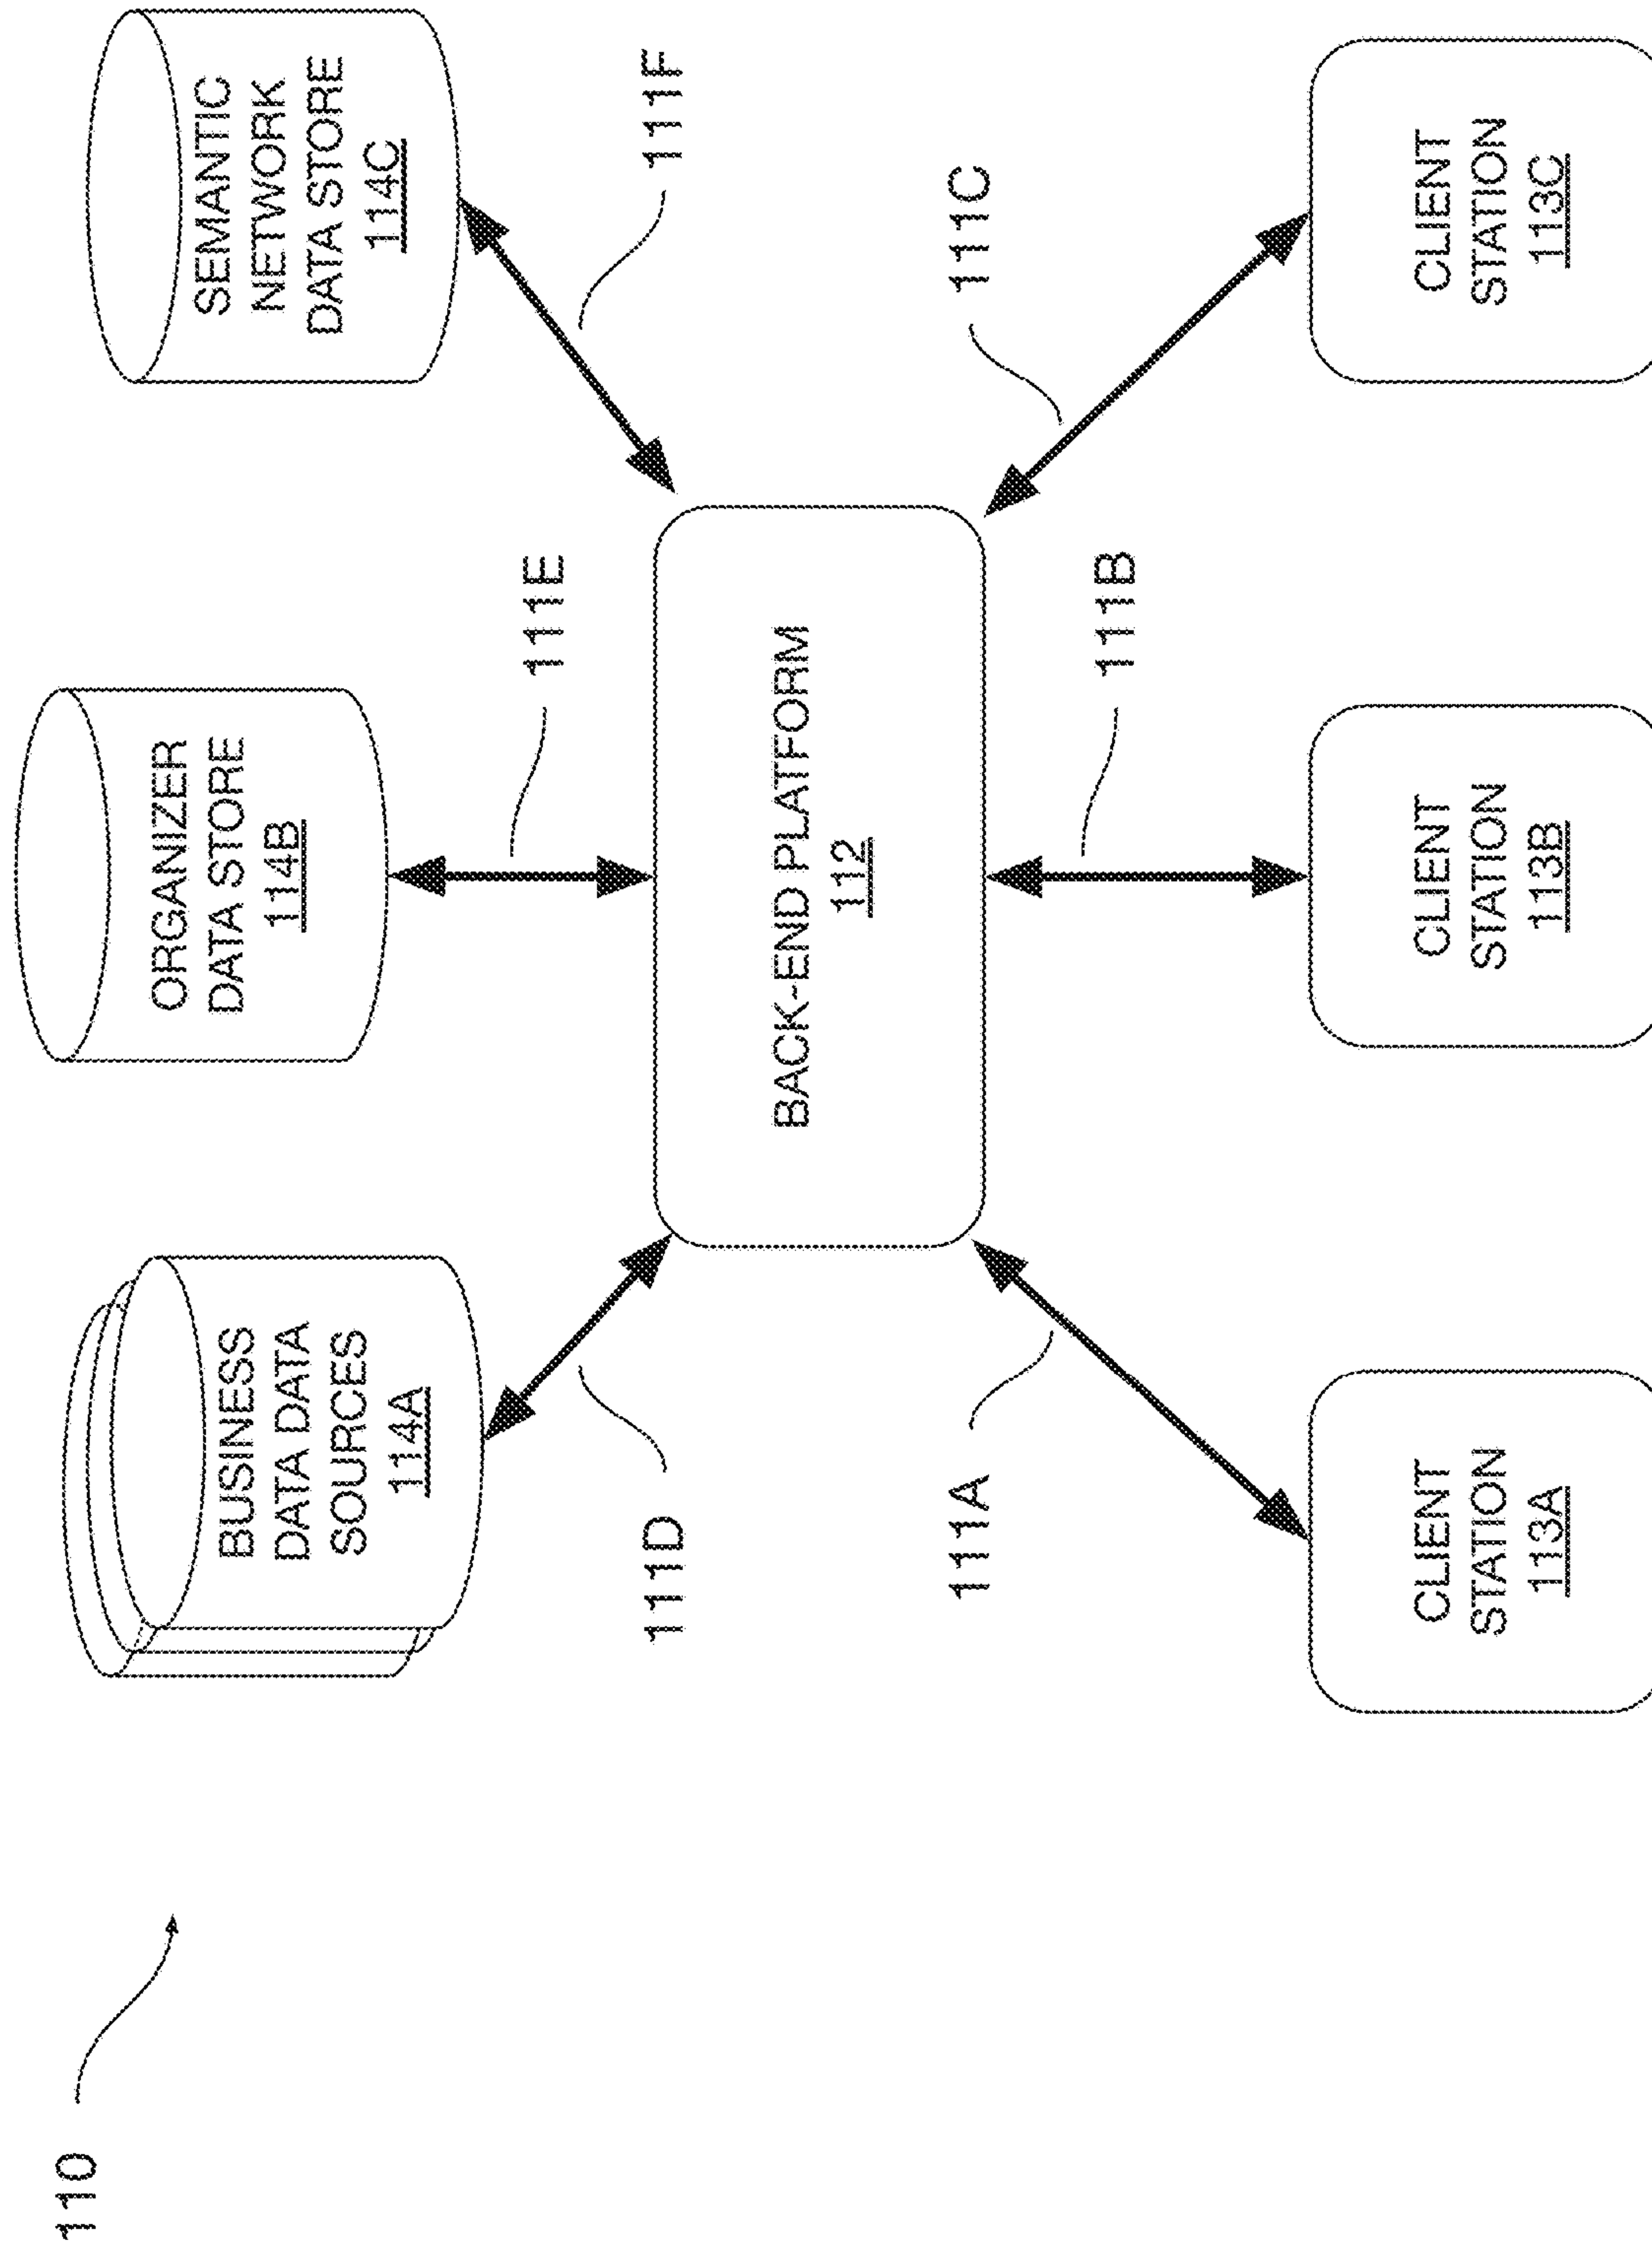 110
BUSINESS
DATA DATA
SOURCES
114A
ORGANIZER
DATA STORE
114B
SEMANTIC
NETWORK
DATA STORE
114C
111D
111E
111F
BACK-END PLATFORM
112
111A
111B
111C
CLIENT
STATION
113A
CLIENT
STATION
113B
CLIENT
STATION
113C